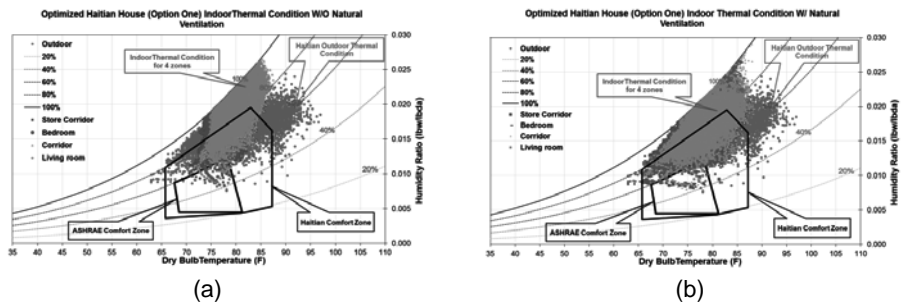 Optimized Haitian House (Option One) IndoorThermal Condition W/O Natural
Ventilation
Outdoor
20%
40%
60%
80%
100%
Store Corridor
Bedroom
Corridor
Living room
IndoorThermal Condition
for 4 zones
Haitian Outdoor Thermal
Condition
100%
40%
20%
ASHRAE Comfort Zone
Haitian Comfort Zone
0.030
0.025
0.020
0.015
0.010
0.005
0.000
Humidity Ratio (lbw/lbda)
35 40 45 50 55 60 65 70 75 80 85 90 95 100 105 110
Dry BulbTemperature (F)
(a)
Optimized Haitian House (Option One) Indoor Thermal Condition W/ Natural
Ventilation
Outdoor
20%
40%
60%
80%
100%
Store Corridor
Bedroom
Corridor
Living room
IndoorThermal Condition
for 4 zones
Haitian Outdoor Thermal
Condition
100%
40%
20%
ASHRAE Comfort Zone
Haitian Comfort Zone
0.030
0.025
0.020
0.015
0.010
0.005
0.000
Humidity Ratio (lbw/lbda)
35 40 45 50 55 60 65 70 75 80 85 90 95 100 105 110
Dry BulbTemperature (F)
(b)